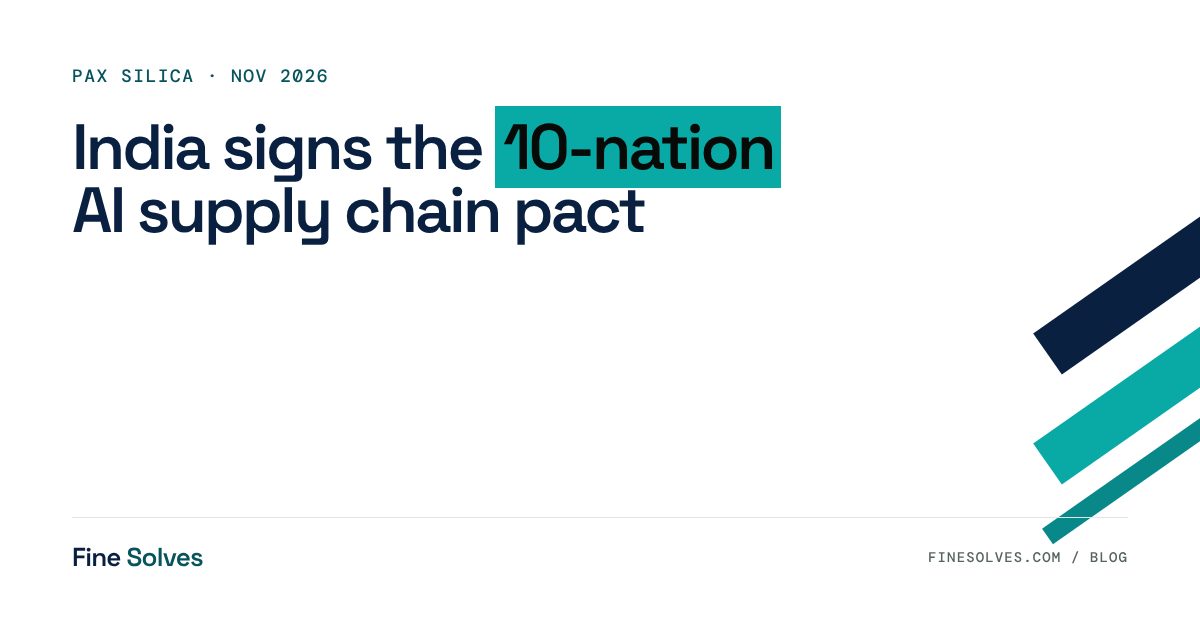 PAX SILICA · NOV 2026
India signs the 10-nation
AI supply chain pact
Fine Solves
FINESOLVES.COM / BLOG